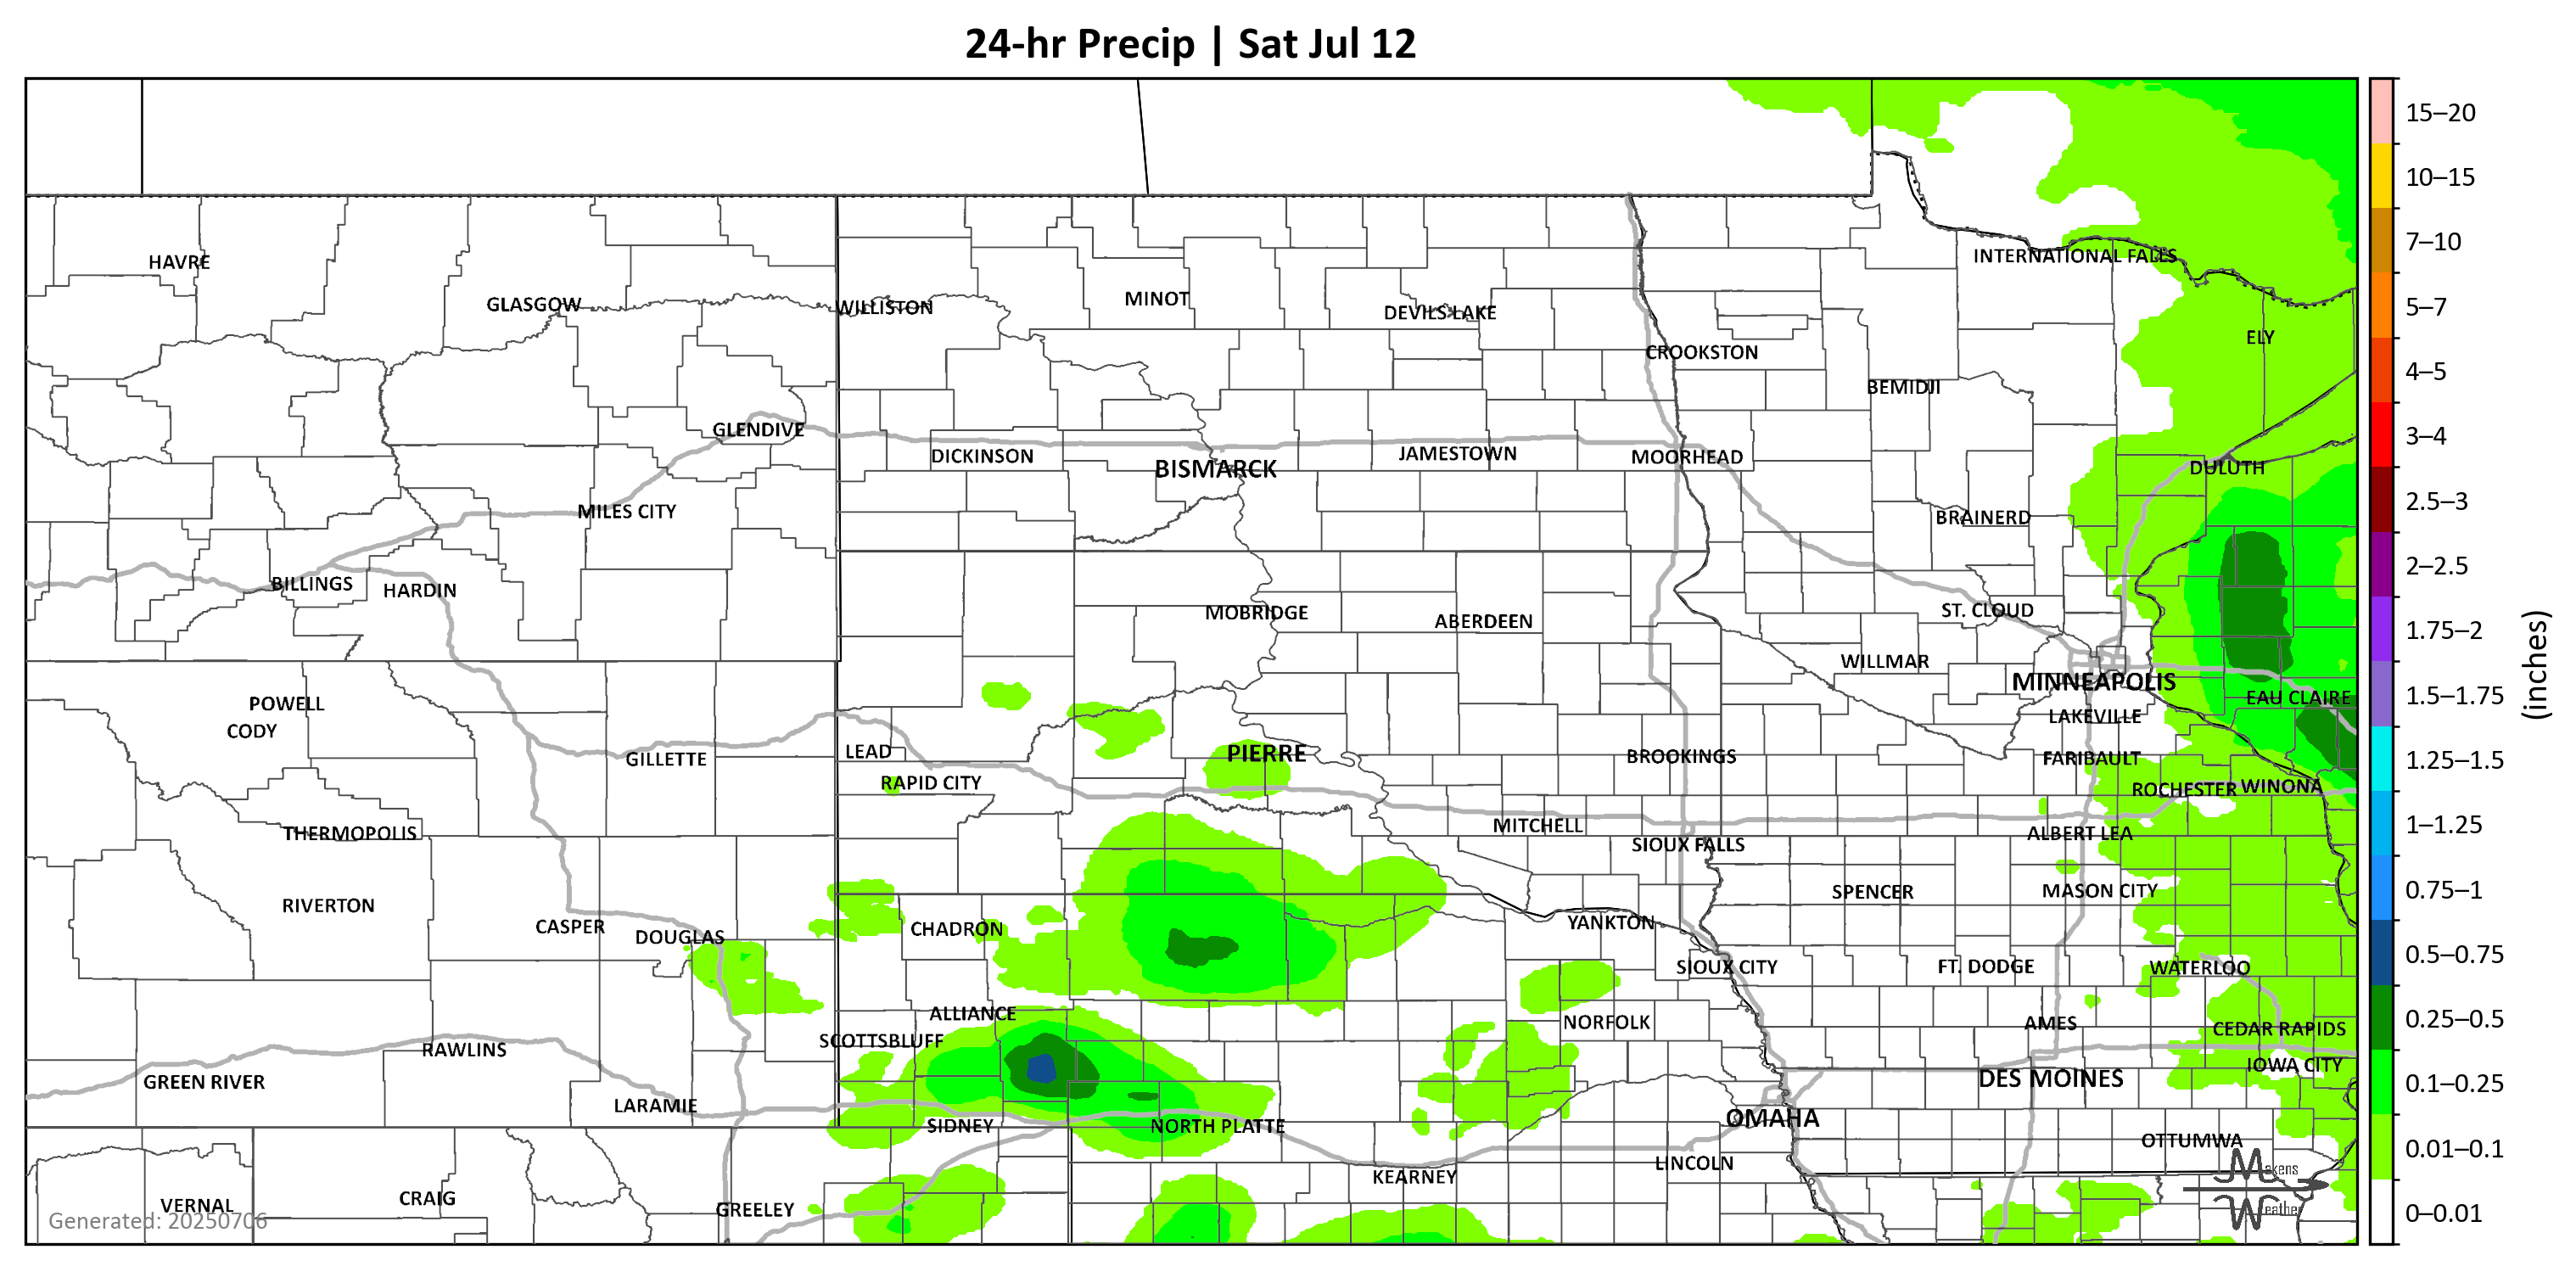 24-hr Precip | Sat Jul 12
15–20
10–15
7–10
5–7
4–5
3–4
2.5–3
2–2.5
1.75–2
1.5–1.75
1.25–1.5
1–1.25
0.75–1
0.5–0.75
0.25–0.5
0.1–0.25
0.01–0.1
0–0.01
(inches)
INTERNATIONAL FALLS
HAVRE
GLASGOW
WILLISTON
MINOT
DEVILS LAKE
ELY
CROOKSTON
BEMIDJI
GLENDIVE
DICKINSON
BISMARCK
JAMESTOWN
MOORHEAD
DULUTH
MILES CITY
BRAINERD
BILLINGS
HARDIN
MOBRIDGE
ABERDEEN
ST. CLOUD
WILLMAR
MINNEAPOLIS
POWELL
EAU CLAIRE
CODY
LAKEVILLE
LEAD
GILLETTE
PIERRE
BROOKINGS
FARIBAULT
RAPID CITY
ROCHESTER
WINONA
THERMOPOLIS
MITCHELL
SIOUX FALLS
ALBERT LEA
RIVERTON
SPENCER
MASON CITY
CASPER
DOUGLAS
CHADRON
YANKTON
SIOUX CITY
FT. DODGE
WATERLOO
ALLIANCE
NORFOLK
AMES
CEDAR RAPIDS
SCOTTSBLUFF
RAWLINS
IOWA CITY
GREEN RIVER
DES MOINES
LARAMIE
SIDNEY
NORTH PLATTE
OMAHA
OTTUMWA
LINCOLN
KEARNEY
VERNAL
CRAIG
GREELEY
Generated: 20250706
Makens
Weather